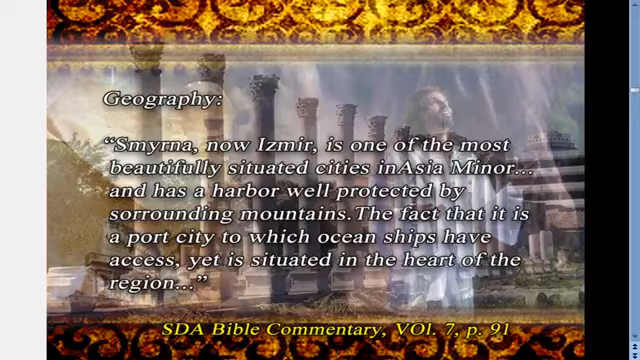 Geography:
“Smyrna, now Izmir, is one of the most
beautifully situated cities inAsia Minor...
and has a harbor well protected by
sorrounding mountains.The fact that it is
a port city to which ocean ships have
access, yet is situated in the heart of the
region...”
SDA Bible Commentary, VOl. 7, p. 91